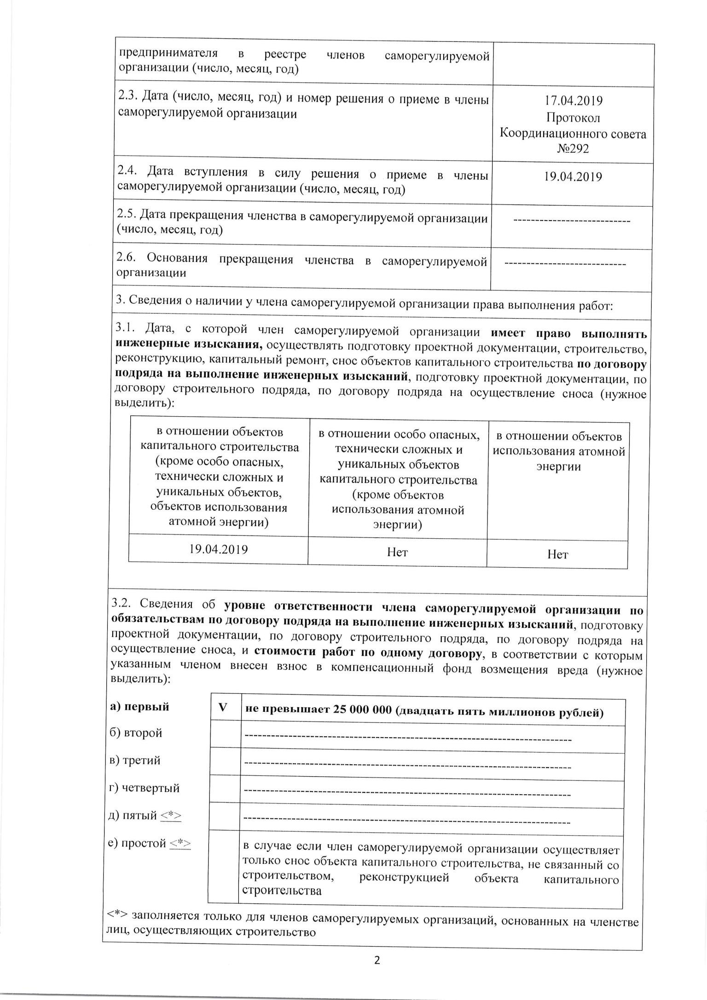 предпринимателя в реестре членов саморегулируемой
организации (число, месяц, год)
2.3. Дата (число, месяц, год) и номер решения о приеме в члены
саморегулируемой организации
17.04.2019
Протокол
Координационного совета
№292
2.4. Дата вступления в силу решения о приеме в члены
саморегулируемой организации (число, месяц, год)
19.04.2019
2.5. Дата прекращения членства в саморегулируемой организации
(число, месяц, год)
---------------------------
2.6. Основания прекращения членства в саморегулируемой
организации
----------------------------
3. Сведения о наличии у члена саморегулируемой организации права выполнения работ:
3.1. Дата, с которой член саморегулируемой организации имеет право выполнять
инженерные изыскания, осуществлять подготовку проектной документации, строительство,
реконструкцию, капитальный ремонт, снос объектов капитального строительства по договору
подряда на выполнение инженерных изысканий, подготовку проектной документации, по
договору строительного подряда, по договору подряда на осуществление сноса (нужное
выделить):
в отношении объектов
капитального строительства
(кроме особо опасных,
технически сложных и
уникальных объектов,
объектов использования
атомной энергии)
в отношении особо опасных,
технически сложных и
уникальных объектов
капитального строительства
(кроме объектов
использования атомной
энергии)
в отношении объектов
использования атомной
энергии
19.04.2019
Нет
Нет
3.2. Сведения об уровне ответственности члена саморегулируемой организации по
обязательствам по договору подряда на выполнение инженерных изысканий, подготовку
проектной документации, по договору строительного подряда, по договору подряда на
осуществление сноса, и стоимости работ по одному договору, в соответствии с которым
указанным членом внесен взнос в компенсационный фонд возмещения вреда (нужное
выделить):
а) первый
V
не превышает 25 000 000 (двадцать пять миллионов рублей)
б) второй
---------------------------------------------------------------------------
в) третий
---------------------------------------------------------------------------
г) четвертый
---------------------------------------------------------------------------
д) пятый <*>
---------------------------------------------------------------------------
е) простой <*>
в случае если член саморегулируемой организации осуществляет
только снос объекта капитального строительства, не связанный со
строительством, реконструкцией объекта капитального
строительства
<*> заполняется только для членов саморегулируемых организаций, основанных на членстве
лиц, осуществляющих строительство
2